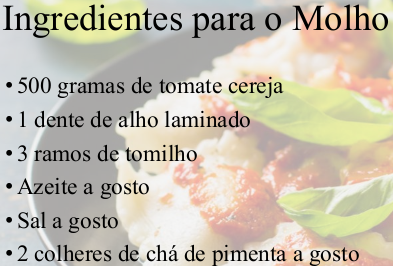 Ingredientes para o Molho
• 500 gramas de tomate cereja
• 1 dente de alho laminado
• 3 ramos de tomilho
• Azeite a gosto
• Sal a gosto
• 2 colheres de chá de pimenta a gosto